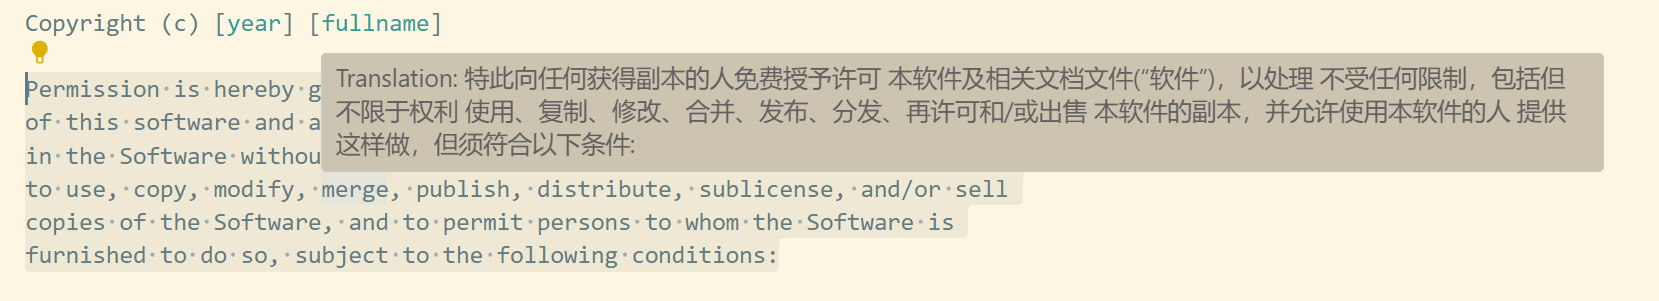 Copyright (c) [year] [fullname]
Permission is hereby g
of this software and a
in the Software withou
Translation: 特此向任何获得副本的人免费授予许可 本软件及相关文档文件(“软件”)，以处理 不受任何限制，包括但
不限于权利 使用、复制、修改、合并、发布、分发、再许可和/或出售 本软件的副本，并允许使用本软件的人 提供
这样做，但须符合以下条件:
to use, copy, modify, merge, publish, distribute, sublicense, and/or sell
copies of the Software, and to permit persons to whom the Software is
furnished to do so, subject to the following conditions: